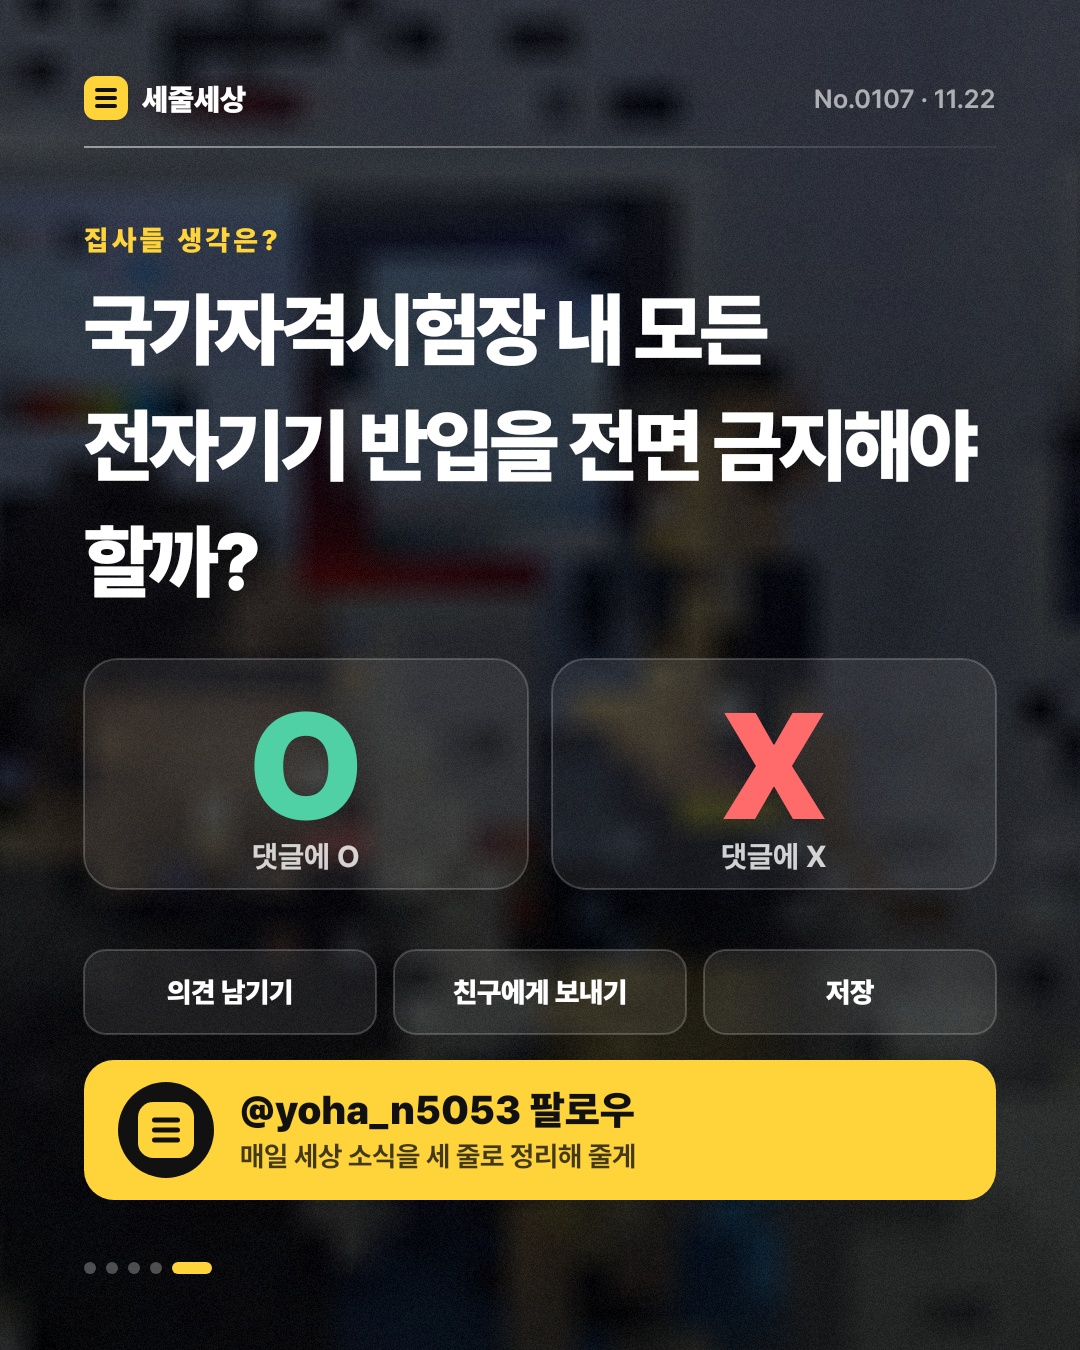 세줄세상
No.0107 · 11.22
집사들 생각은?
국가자격시험장 내 모든
전자기기 반입을 전면 금지해야
할까?
O
X
댓글에 O
댓글에 X
의견 남기기
친구에게 보내기
저장
@yoha_n5053 팔로우
매일 세상 소식을 세 줄로 정리해 줄게